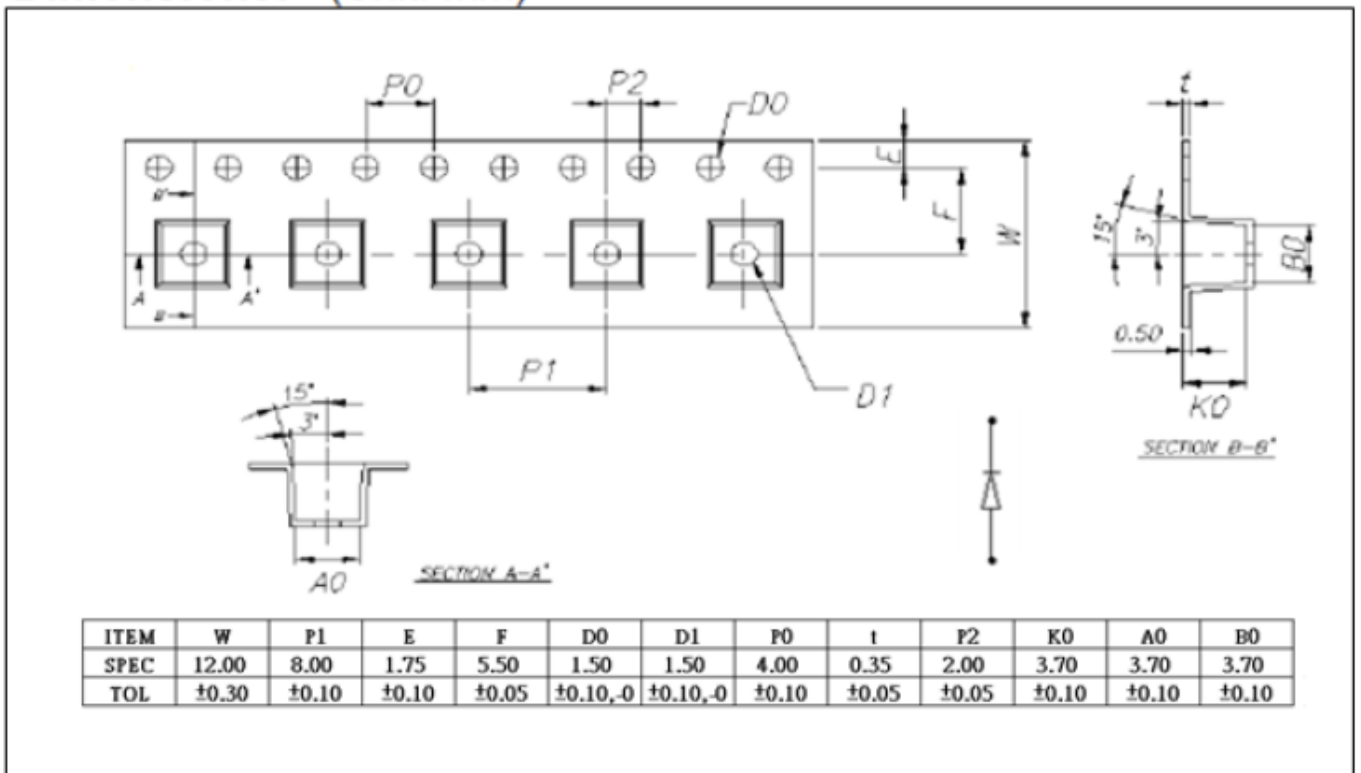 P0
P2
D0
t
E
F
W
15°
3°
B0
A
A'
0.50
P1
D1
K0
15°
3°
SECTION B-B'
A0
SECTION A-A'
ITEM W P1 E F D0 D1 P0 t P2 K0 A0 B0
SPEC 12.00 8.00 1.75 5.50 1.50 1.50 4.00 0.35 2.00 3.70 3.70 3.70
TOL ±0.30 ±0.10 ±0.10 ±0.05 ±0.10,-0 ±0.10,-0 ±0.10 ±0.05 ±0.05 ±0.10 ±0.10 ±0.10